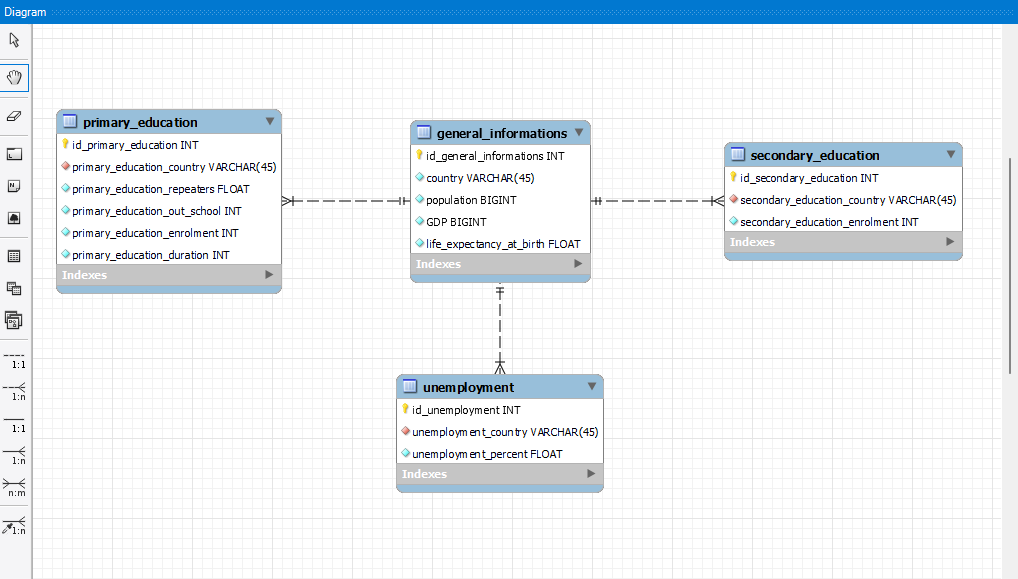 Diagram
primary_education
id_primary_education INT
primary_education_country VARCHAR(45)
primary_education_repeaters FLOAT
primary_education_out_school INT
primary_education_enrolment INT
primary_education_duration INT
Indexes
general_informations
id_general_informations INT
country VARCHAR(45)
population BIGINT
GDP BIGINT
life_expectancy_at_birth FLOAT
Indexes
secondary_education
id_secondary_education INT
secondary_education_country VARCHAR(45)
secondary_education_enrolment INT
Indexes
unemployment
id_unemployment INT
unemployment_country VARCHAR(45)
unemployment_percent FLOAT
Indexes
1:1
1:n
1:1
1:n
n:m
1:n